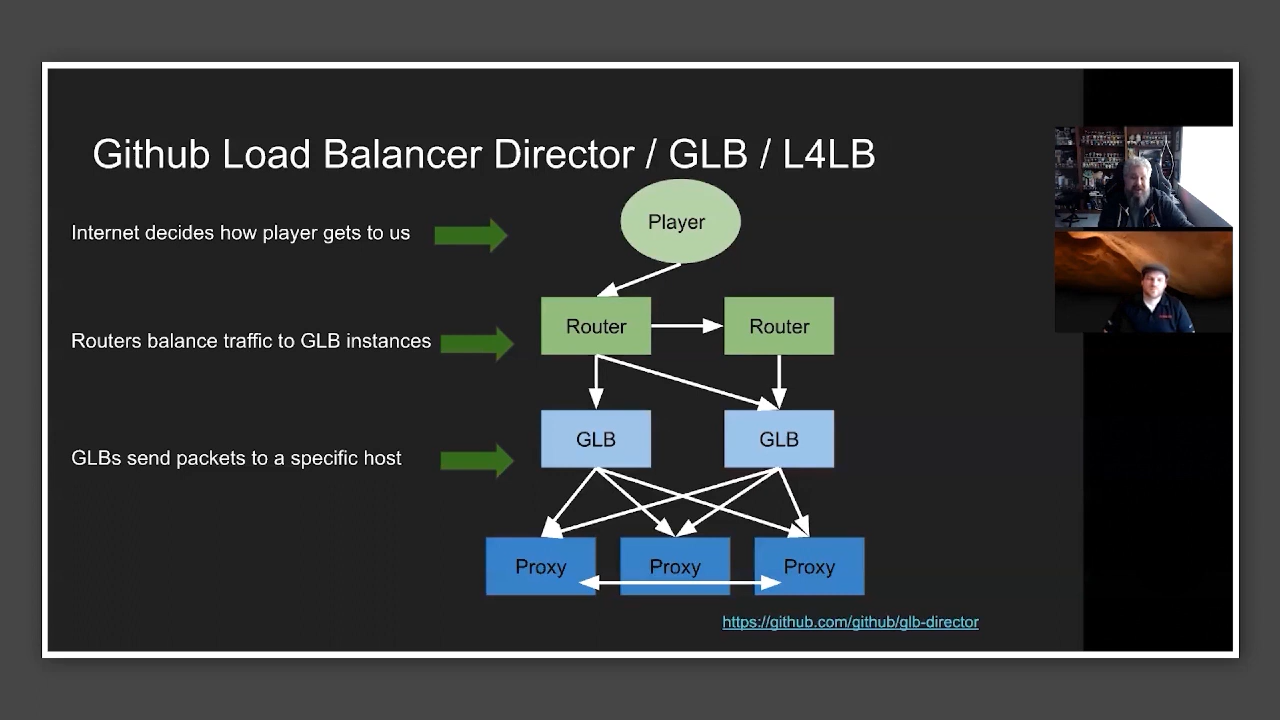 Github Load Balancer Director / GLB / L4LB
Player
Internet decides how player gets to us
Router
Router
Routers balance traffic to GLB instances
GLB
GLB
GLBs send packets to a specific host
Proxy
Proxy
Proxy
https://github.com/github/glb-director